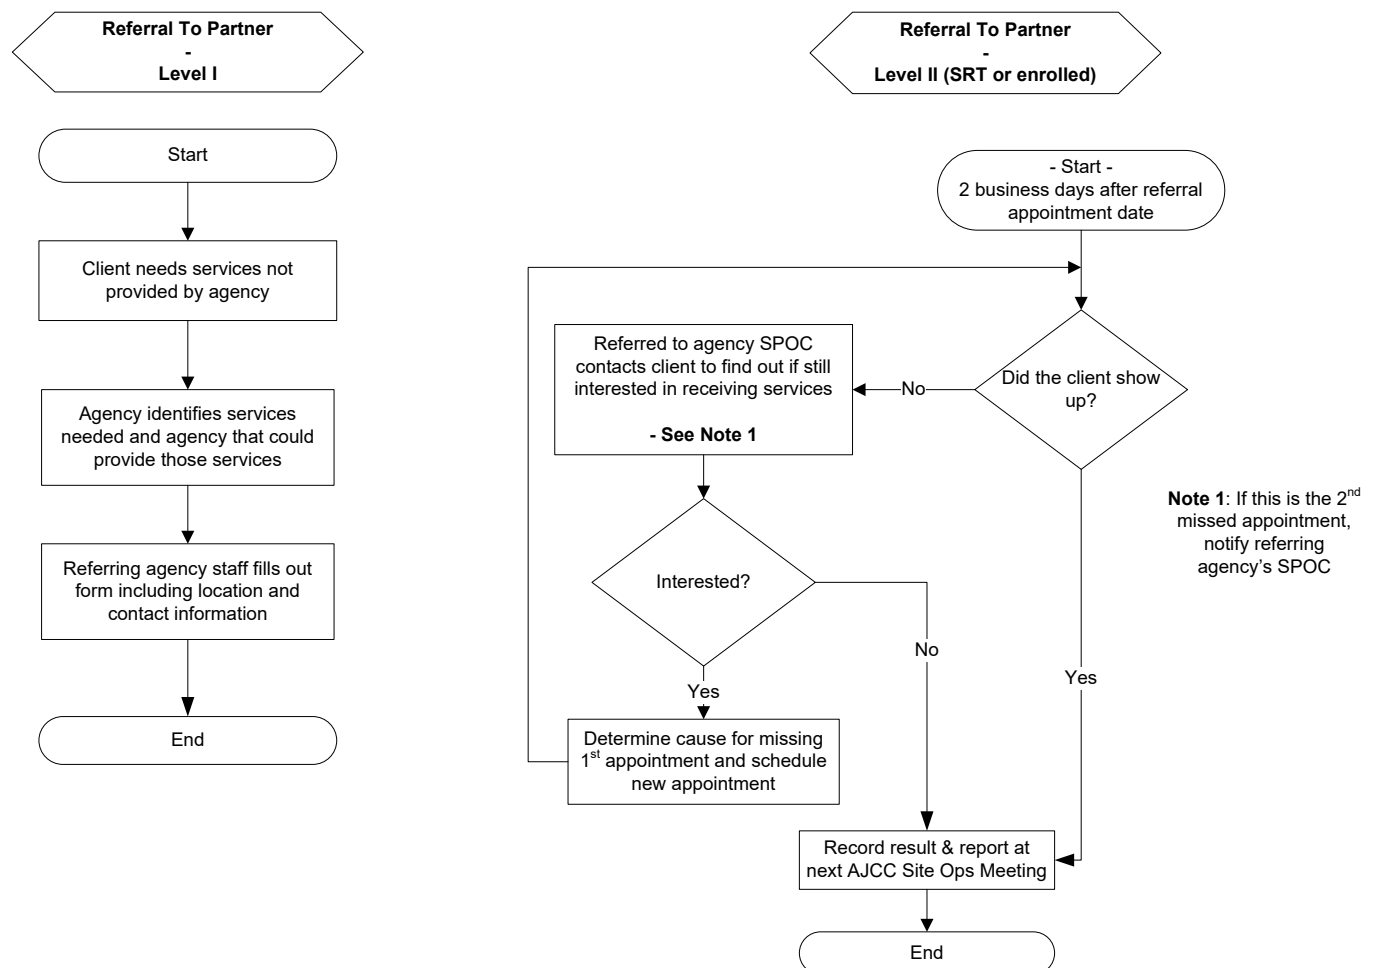 Referral To Partner
-
Level I
Start
Client needs services not
provided by agency
Agency identifies services
needed and agency that could
provide those services
Referring agency staff fills out
form including location and
contact information
End
Referral To Partner
-
Level II (SRT or enrolled)
- Start -
2 business days after referral
appointment date
Did the client show
up?
No
Referred to agency SPOC
contacts client to find out if still
interested in receiving services
- See Note 1
Note 1: If this is the 2nd
missed appointment,
notify referring
agency’s SPOC
Interested?
No
Yes
Yes
Determine cause for missing
1st appointment and schedule
new appointment
Record result & report at
next AJCC Site Ops Meeting
End